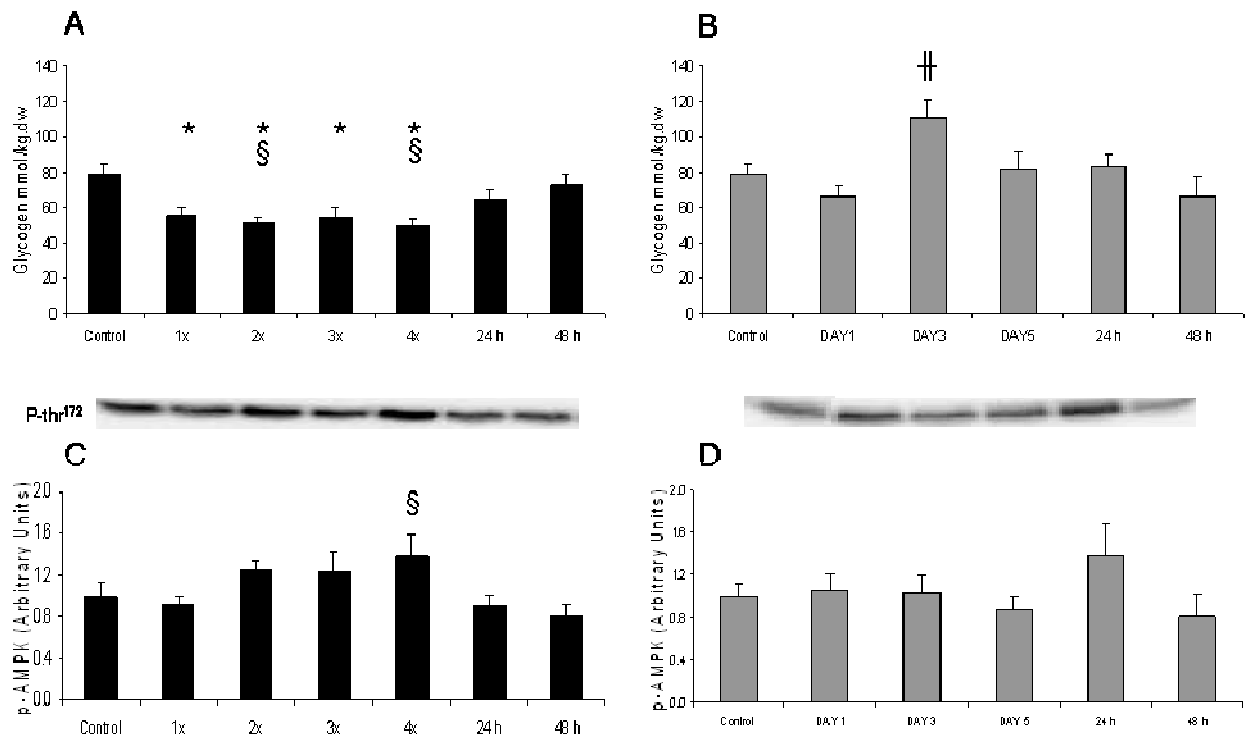 A
Glycogen mmol/kg.dw
140
120
100
80
60
40
20
0
* * * *
§ §
Control 1x 2x 3x 4x 24 h 48 h
B
Glycogen mmol/kg.dw
140
120
100
80
60
40
20
0
ǂǂ
Control DAY1 DAY3 DAY5 24 h 48 h
P-thr¹⁷²
C
p-AMPK (Arbitrary Units)
2.0
1.6
1.2
0.8
0.4
0.0
§
Control 1x 2x 3x 4x 24 h 48 h
D
p-AMPK (Arbitrary Units)
2.0
1.6
1.2
0.8
0.4
0.0
Control DAY 1 DAY 3 DAY 5 24 h 48 h